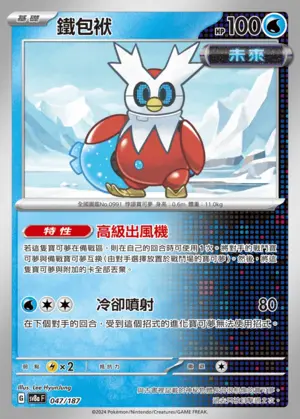 基礎 鐵包袱 HP 100
未來
全國圖鑑No.0991 悖謬寶可夢 身高：0.6m 體重：11.0kg
特性 高級出風機
若這隻寶可夢在備戰區，則在自己的回合時可使用1次。將對手的戰鬥寶
可夢與備戰寶可夢互換。[由對手選擇放置於戰鬥場的寶可夢。]然後，將這
隻寶可夢與附加的卡全部丟棄。
冷卻噴射 80
在下個對手的回合，受到這個招式的進化寶可夢無法使用招式。
弱點 ×2 抵抗力 撤退
Illus. Lee HyunJung
G sv8a F 047/187
©2024 Pokémon/Nintendo/Creatures/GAME FREAK.